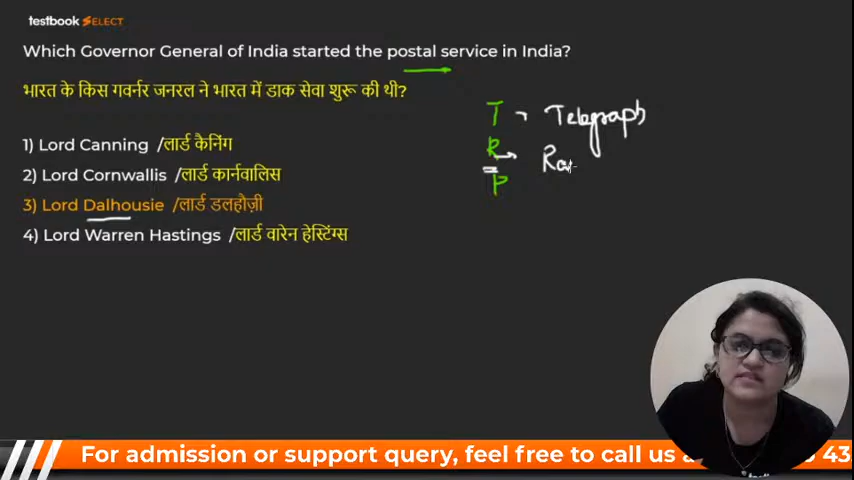 testbook SELECT
Which Governor General of India started the postal service in India?
भारत के किस गवर्नर जनरल ने भारत में डाक सेवा शुरू की थी?
T → Telegraph
R → Ra
P
1) Lord Canning /लार्ड कैनिंग
2) Lord Cornwallis /लार्ड कार्नवालिस
3) Lord Dalhousie /लार्ड डलहौज़ी
4) Lord Warren Hastings /लार्ड वारेन हेस्टिंग्स
For admission or support query, feel free to call us a 43